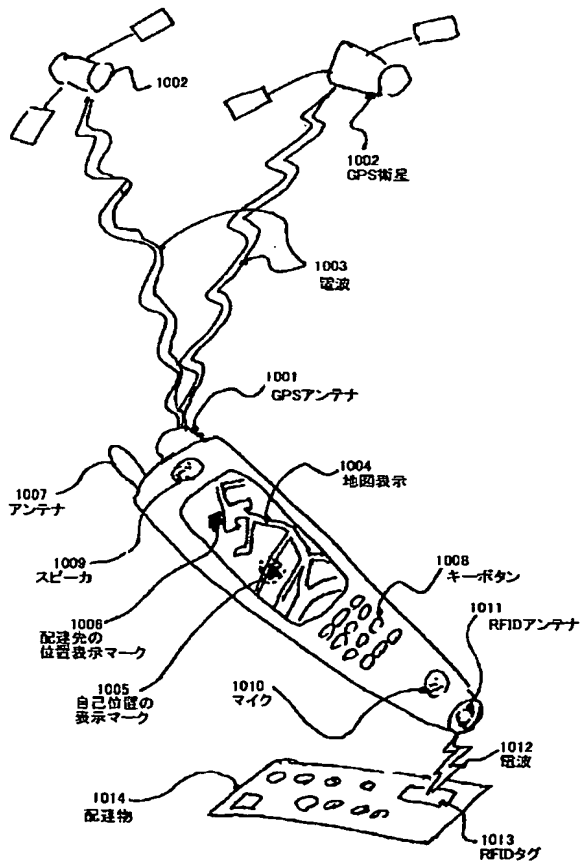 1002
1002
GPS衛星
1003
電波
1001
GPSアンテナ
1004
地図表示
1007
アンテナ
1009
スピーカ
1008
キーボタン
1006
配達先の
位置表示マーク
1011
RFIDアンテナ
1005
自己位置の
表示マーク
1010
マイク
1012
電波
1014
配達物
1013
RFIDタグ